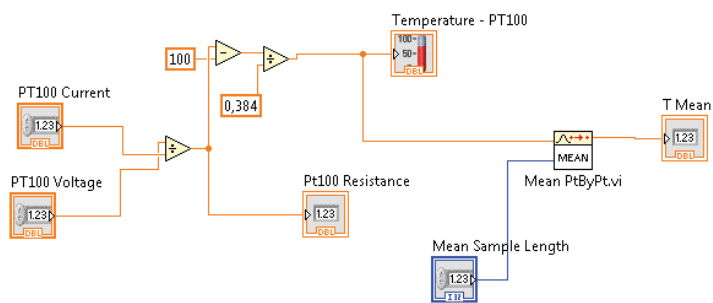 Temperature - PT100
100
50
DBL
100
−
÷
0,384
PT100 Current
1.23
DBL
÷
T Mean
1.23
DBL
MEAN
Mean PtByPt.vi
PT100 Voltage
1.23
DBL
Pt100 Resistance
1.23
DBL
Mean Sample Length
1.23
I32